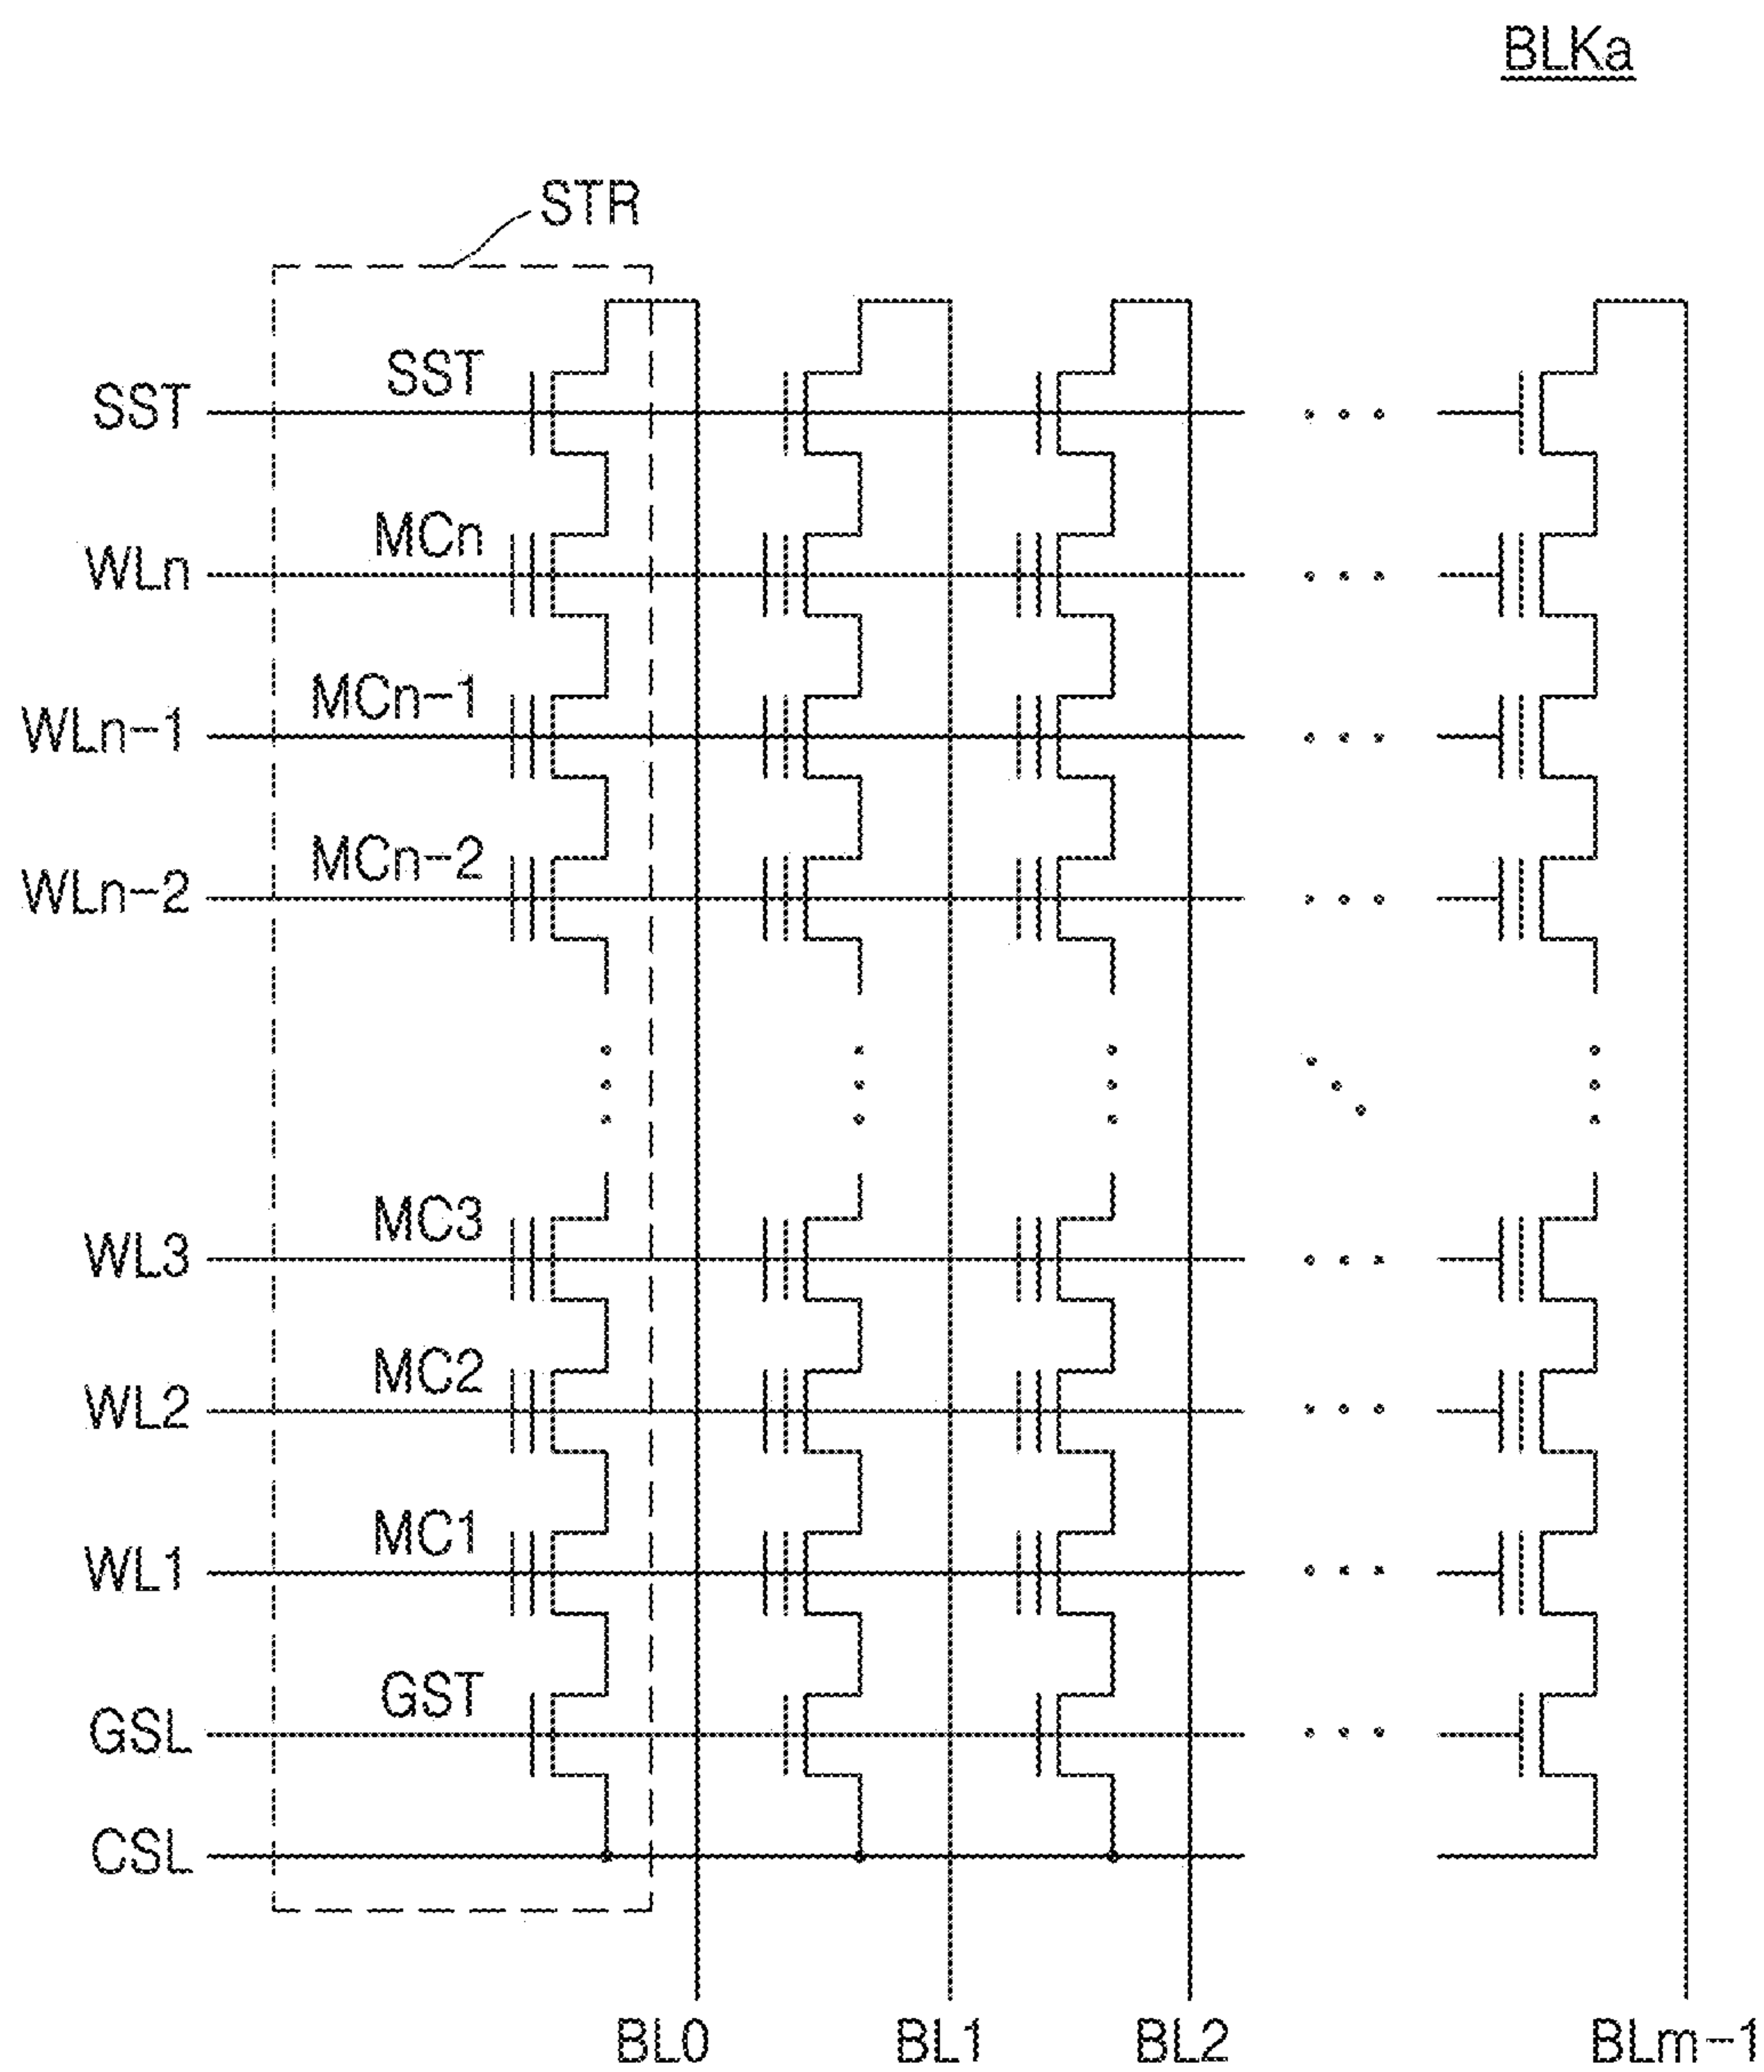 BLKa
STR
SST SST
WLn MCn
WLn-1 MCn-1
WLn-2 MCn-2
WL3 MC3
WL2 MC2
WL1 MC1
GSL GST
CSL
BL0 BL1 BL2 BLm-1